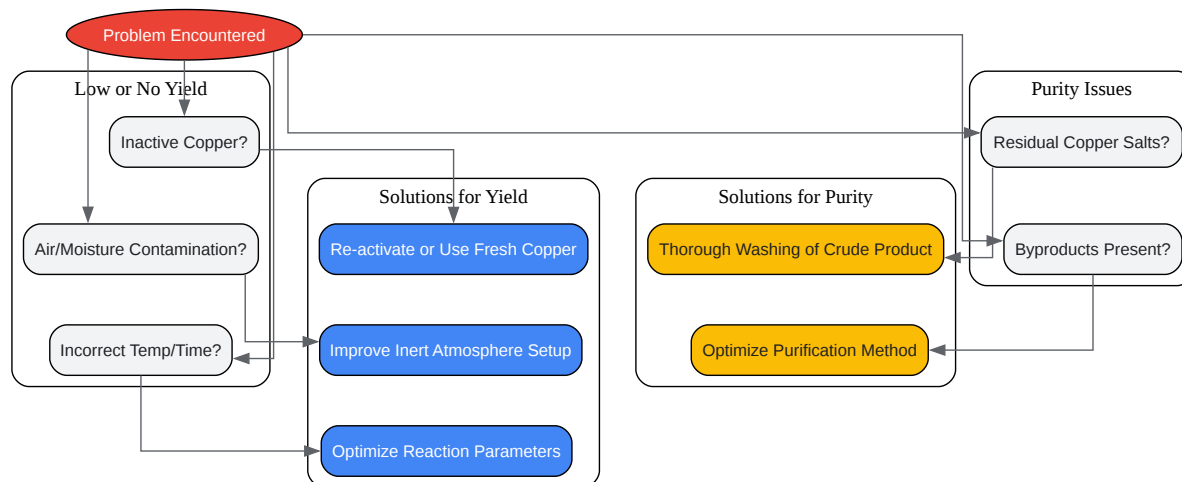 Problem Encountered
Low or No Yield
Inactive Copper?
Air/Moisture Contamination?
Incorrect Temp/Time?
Solutions for Yield
Re-activate or Use Fresh Copper
Improve Inert Atmosphere Setup
Optimize Reaction Parameters
Solutions for Purity
Thorough Washing of Crude Product
Optimize Purification Method
Purity Issues
Residual Copper Salts?
Byproducts Present?